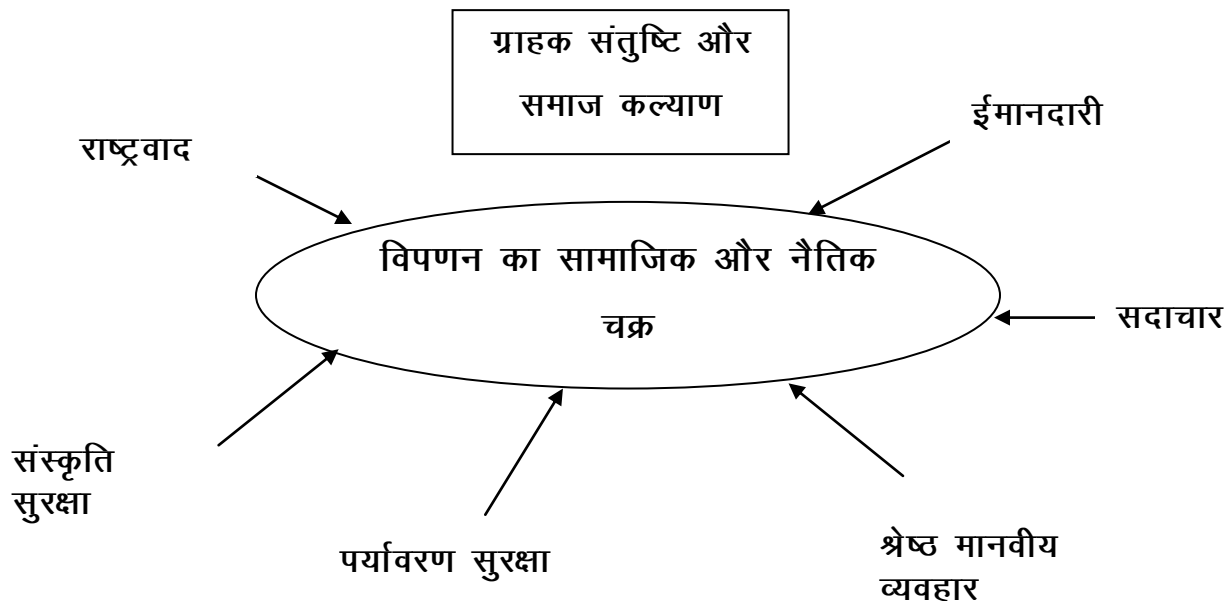 ग्राहक संतुष्टि और
समाज कल्याण
ईमानदारी
राष्ट्रवाद
विपणन का सामाजिक और नैतिक
चक्र
सदाचार
संस्कृति
सुरक्षा
पर्यावरण सुरक्षा
श्रेष्ठ मानवीय
व्यवहार